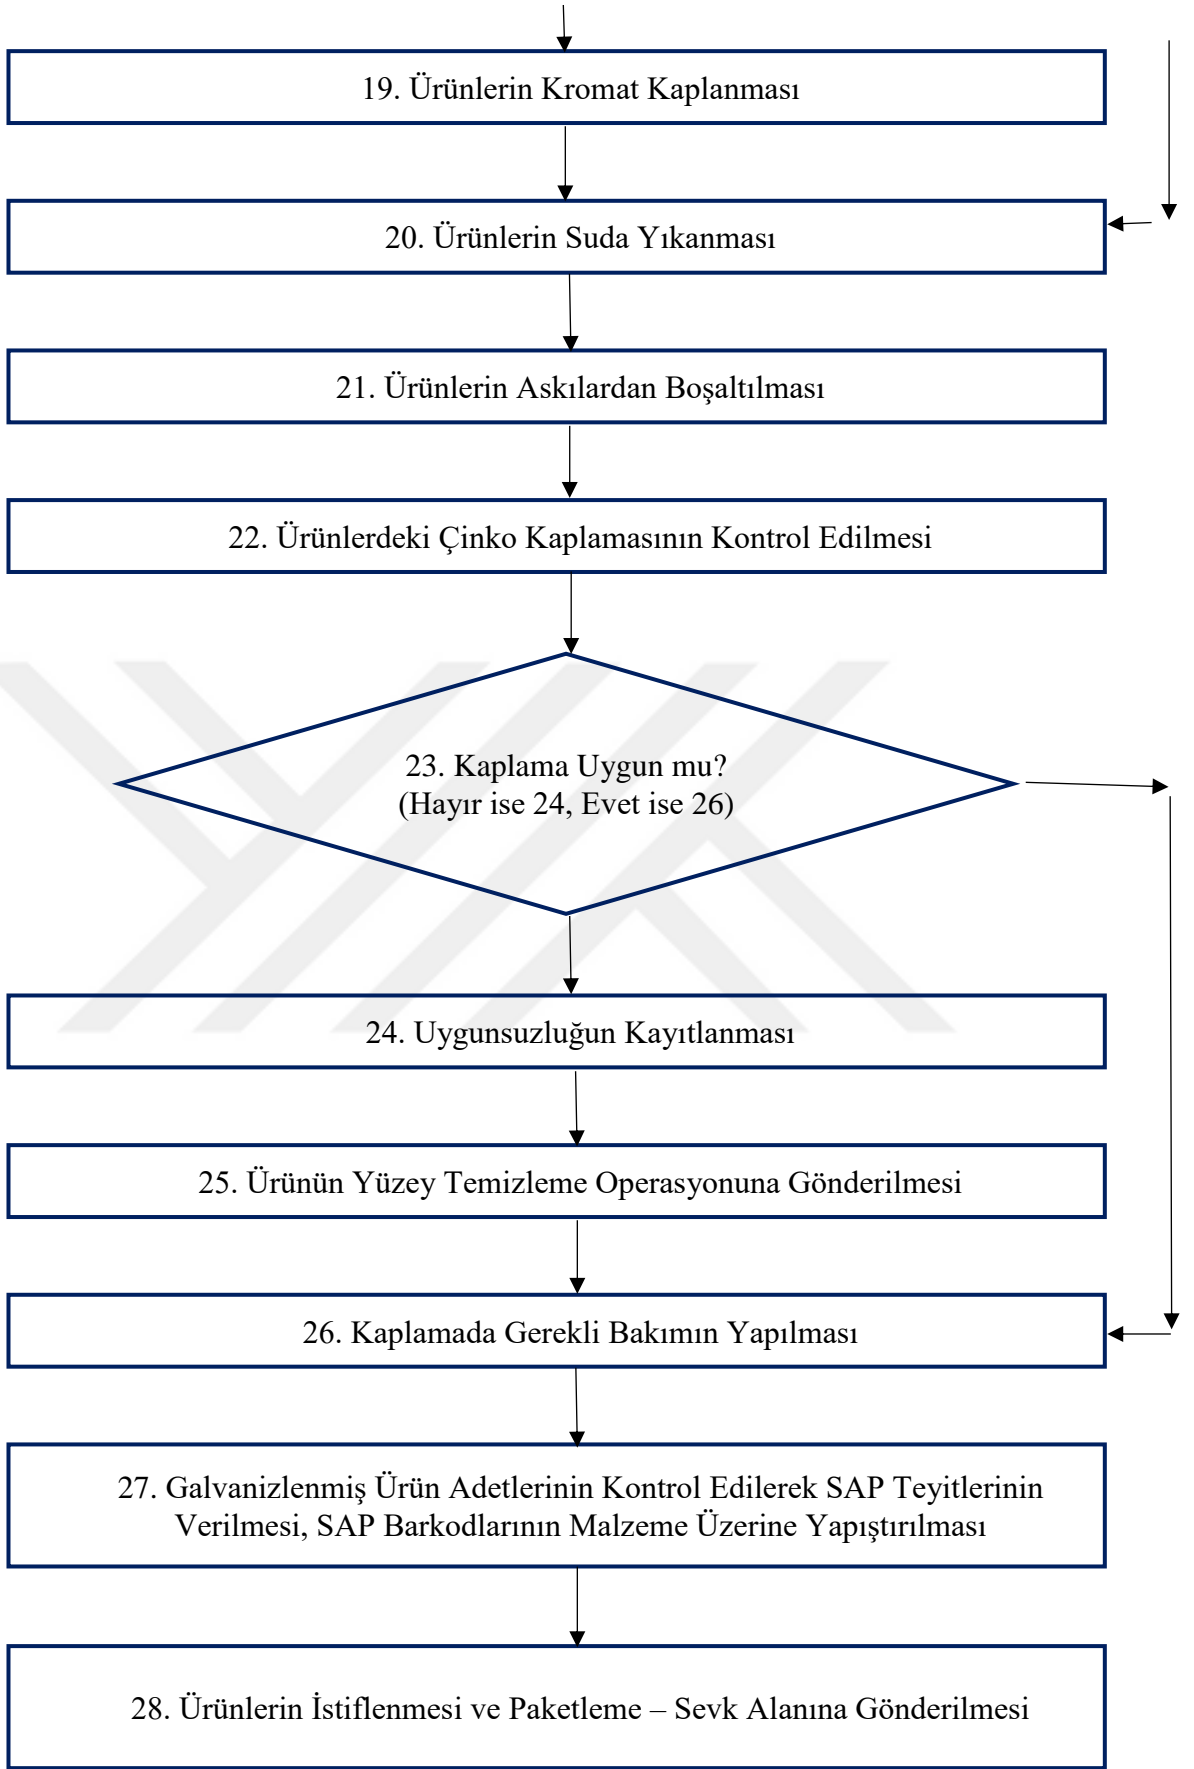 19. Ürünlerin Kromat Kaplanması
20. Ürünlerin Suda Yıkanması
21. Ürünlerin Askılardan Boşaltılması
22. Ürünlerdeki Çinko Kaplamasının Kontrol Edilmesi
23. Kaplama Uygun mu?
(Hayır ise 24, Evet ise 26)
24. Uygunsuzluğun Kayıtlanması
25. Ürünün Yüzey Temizleme Operasyonuna Gönderilmesi
26. Kaplamada Gerekli Bakımın Yapılması
27. Galvanizlenmiş Ürün Adetlerinin Kontrol Edilerek SAP Teyitlerinin
Verilmesi, SAP Barkodlarının Malzeme Üzerine Yapıştırılması
28. Ürünlerin İstiflenmesi ve Paketleme – Sevk Alanına Gönderilmesi